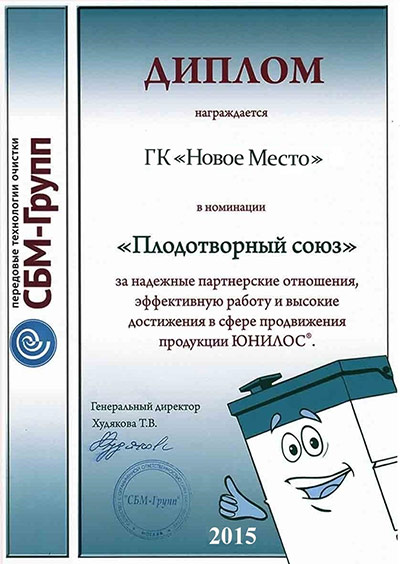 ДИПЛОМ
награждается
ГК «Новое Место»
в номинации
«Плодотворный союз»
за надежные партнерские отношения,
эффективную работу и высокие
достижения в сфере продвижения
продукции ЮНИЛОС®.
Генеральный директор
Худякова Т.В.
"СБМ-Групп"
МОСКВА
2015
передовые технологии очистки
СБМ-Групп